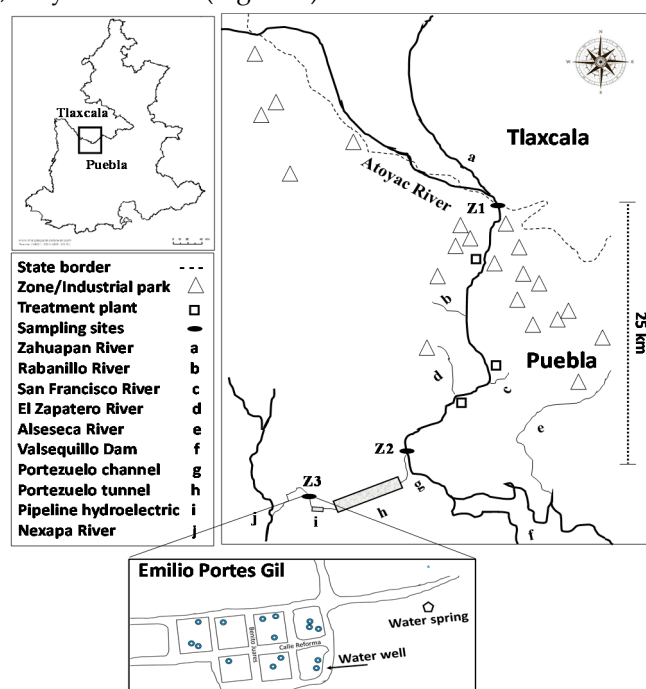 Tlaxcala
Puebla
State border
Zone/Industrial park
Treatment plant
Sampling sites
Zahuapan River a
Rabanillo River b
San Francisco River c
El Zapatero River d
Alseseca River e
Valsequillo Dam f
Portezuelo channel g
Portezuelo tunnel h
Pipeline hydroelectric i
Nexapa River j
N
W E
S
Tlaxcala
a
Atoyac River
Z1
b
25 km
Puebla
d
c
e
Z2
Z3
g
j
i
h
f
Emilio Portes Gil
Water spring
Benito Juares
Calle Reforma
Water well